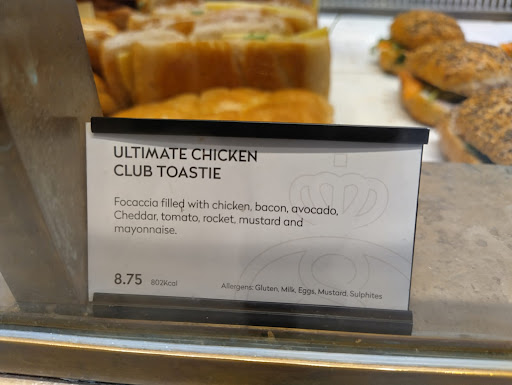 ULTIMATE CHICKEN
CLUB TOASTIE
Focaccia filled with chicken, bacon, avocado,
Cheddar, tomato, rocket, mustard and
mayonnaise.
8.75 802Kcal Allergens: Gluten, Milk, Eggs, Mustard, Sulphites